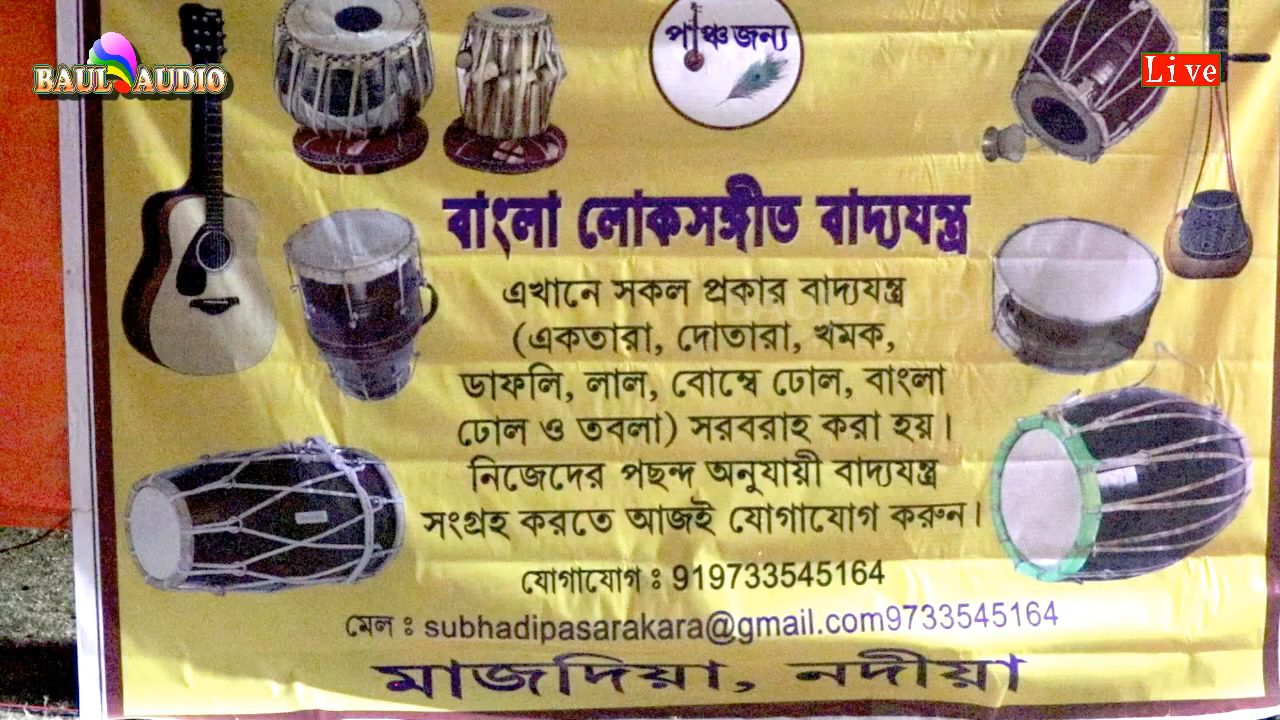 BAUL AUDIO
পাঞ্চজন্য
Live
বাংলা লোকসঙ্গীত বাদ্যযন্ত্র
এখানে সকল প্রকার বাদ্যযন্ত্র
(একতারা, দোতারা, খমক,
ডাফলি, লাল, বোম্বে ঢোল, বাংলা
ঢোল ও তবলা) সরবরাহ করা হয়।
নিজেদের পছন্দ অনুযায়ী বাদ্যযন্ত্র
সংগ্রহ করতে আজই যোগাযোগ করুন।
যোগাযোগ ঃ 919733545164
মেল ঃ subhadipasarakara@gmail.com9733545164
মাজদিয়া, নদীয়া